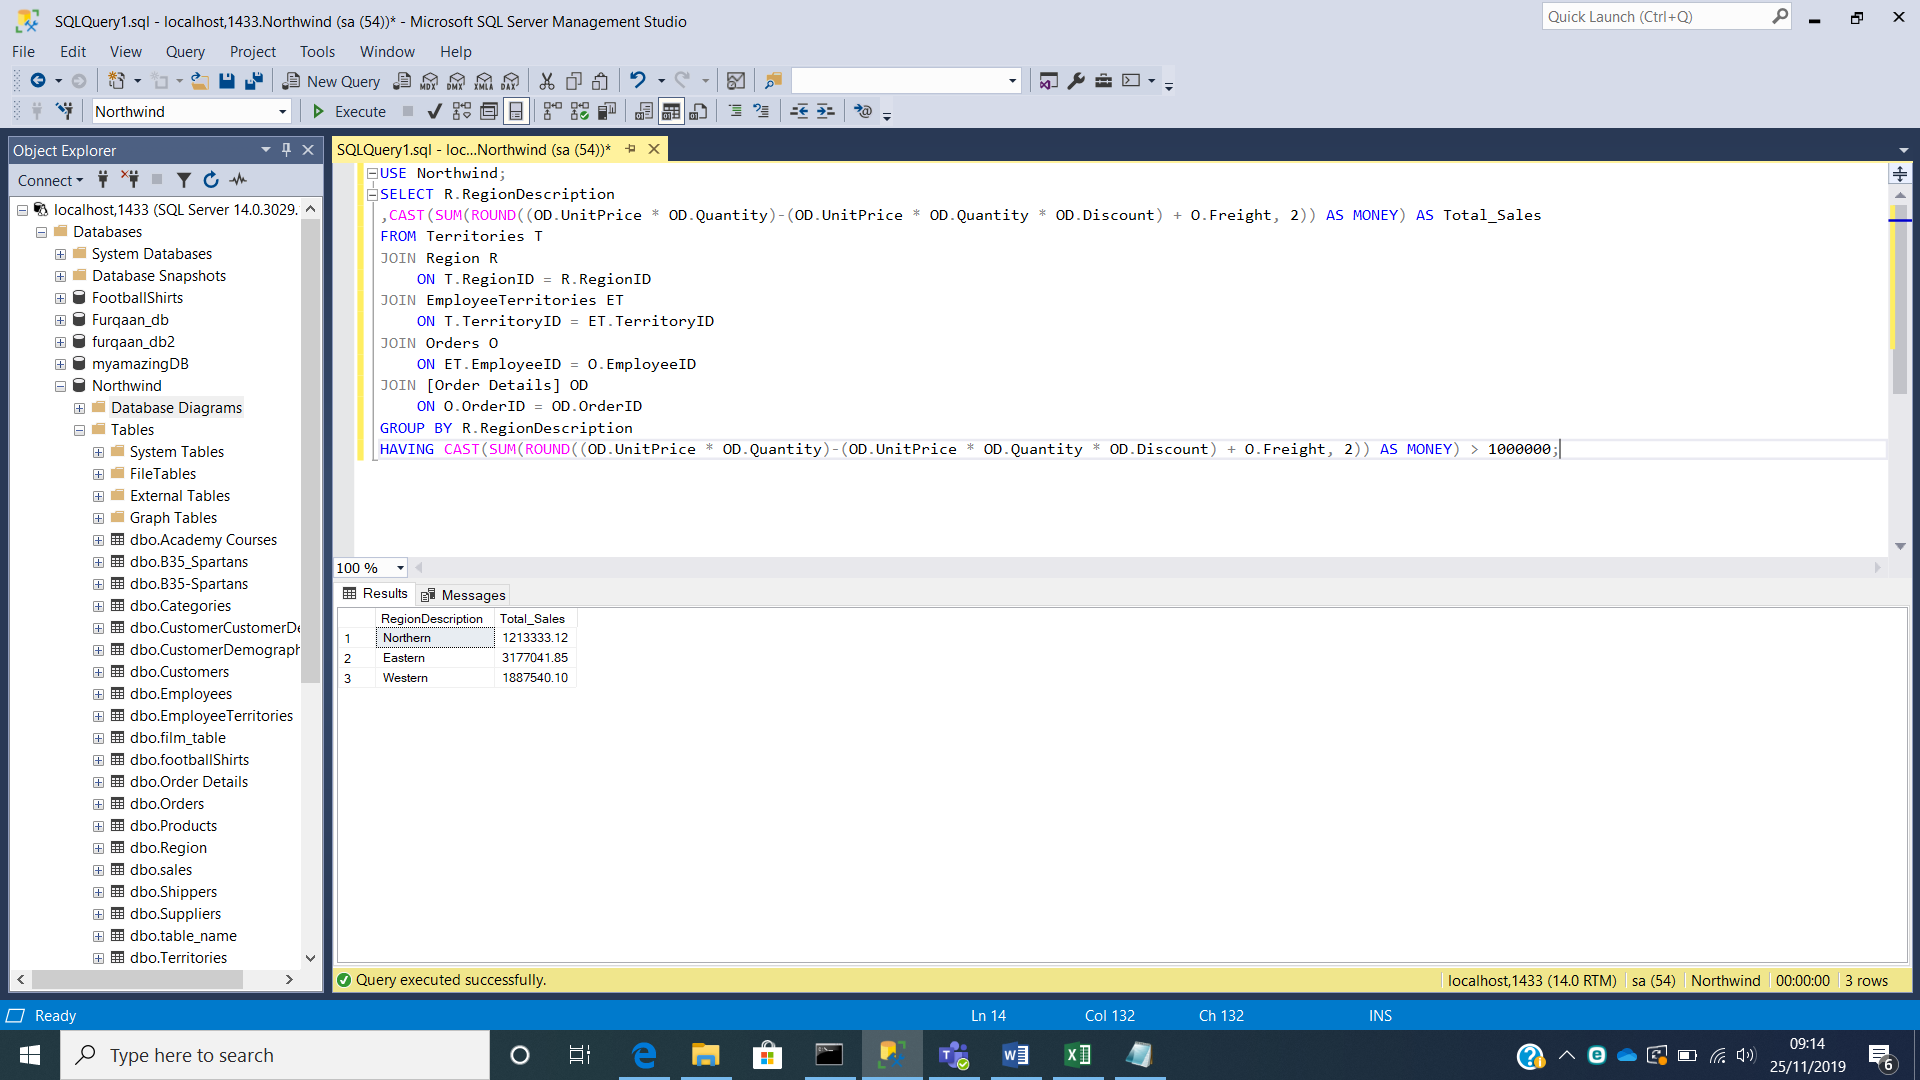 SQLQuery1.sql - localhost,1433.Northwind (sa (54))* - Microsoft SQL Server Management Studio
Quick Launch (Ctrl+Q)
File Edit View Query Project Tools Window Help
New Query MDX DMX XMLA DAX
Northwind Execute
Object Explorer
Connect
localhost,1433 (SQL Server 14.0.3029.
Databases
System Databases
Database Snapshots
FootballShirts
Furqaan_db
furqaan_db2
myamazingDB
Northwind
Database Diagrams
Tables
System Tables
FileTables
External Tables
Graph Tables
dbo.Academy Courses
dbo.B35_Spartans
dbo.B35-Spartans
dbo.Categories
dbo.CustomerCustomerDe
dbo.CustomerDemograph
dbo.Customers
dbo.Employees
dbo.EmployeeTerritories
dbo.film_table
dbo.footballShirts
dbo.Order Details
dbo.Orders
dbo.Products
dbo.Region
dbo.sales
dbo.Shippers
dbo.Suppliers
dbo.table_name
dbo.Territories
SQLQuery1.sql - loc...Northwind (sa (54))*
USE Northwind;
SELECT R.RegionDescription
,CAST(SUM(ROUND((OD.UnitPrice * OD.Quantity)-(OD.UnitPrice * OD.Quantity * OD.Discount) + O.Freight, 2)) AS MONEY) AS Total_Sales
FROM Territories T
JOIN Region R
ON T.RegionID = R.RegionID
JOIN EmployeeTerritories ET
ON T.TerritoryID = ET.TerritoryID
JOIN Orders O
ON ET.EmployeeID = O.EmployeeID
JOIN [Order Details] OD
ON O.OrderID = OD.OrderID
GROUP BY R.RegionDescription
HAVING CAST(SUM(ROUND((OD.UnitPrice * OD.Quantity)-(OD.UnitPrice * OD.Quantity * OD.Discount) + O.Freight, 2)) AS MONEY) > 1000000;
100 %
Results Messages
RegionDescription Total_Sales
1 Northern 1213333.12
2 Eastern 3177041.85
3 Western 1887540.10
Query executed successfully. localhost,1433 (14.0 RTM) sa (54) Northwind 00:00:00 3 rows
Ready Ln 14 Col 132 Ch 132 INS
Type here to search
09:14
25/11/2019
6